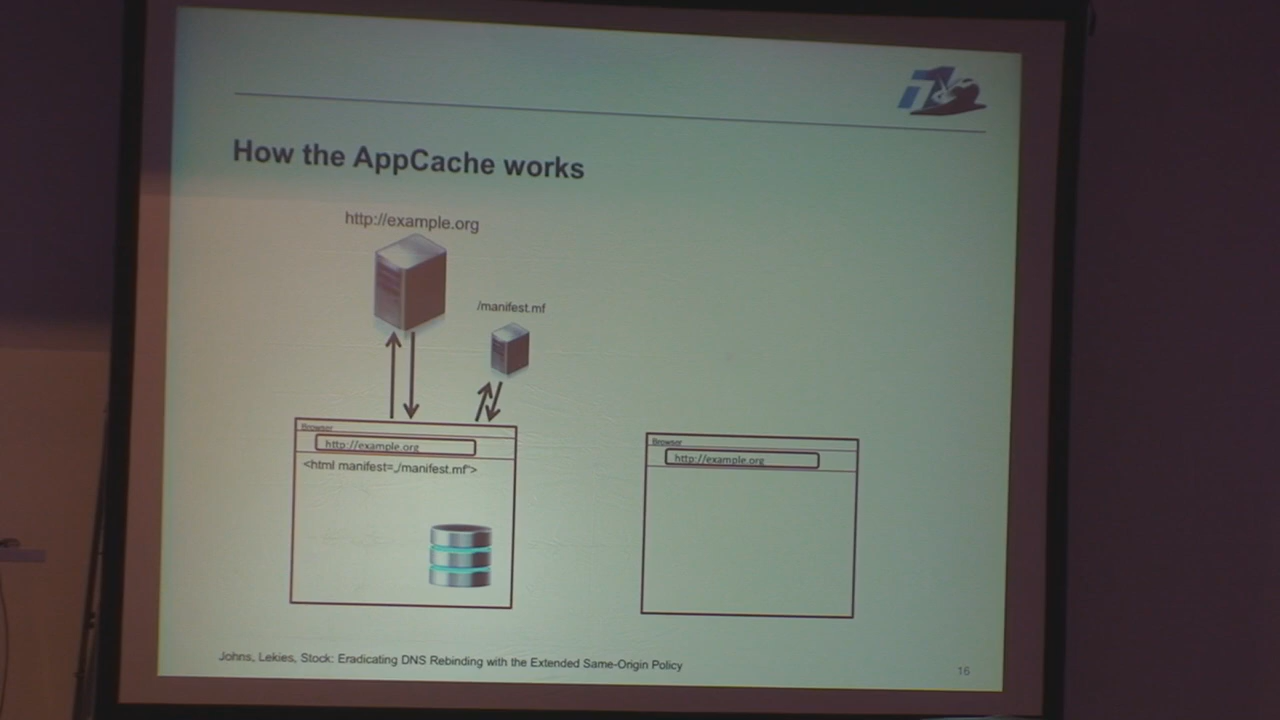 How the AppCache works
http://example.org
/manifest.mf
Browser
http://example.org
<html manifest=„/manifest.mf">
Browser
http://example.org
Johns, Lekies, Stock: Eradicating DNS Rebinding with the Extended Same-Origin Policy
16